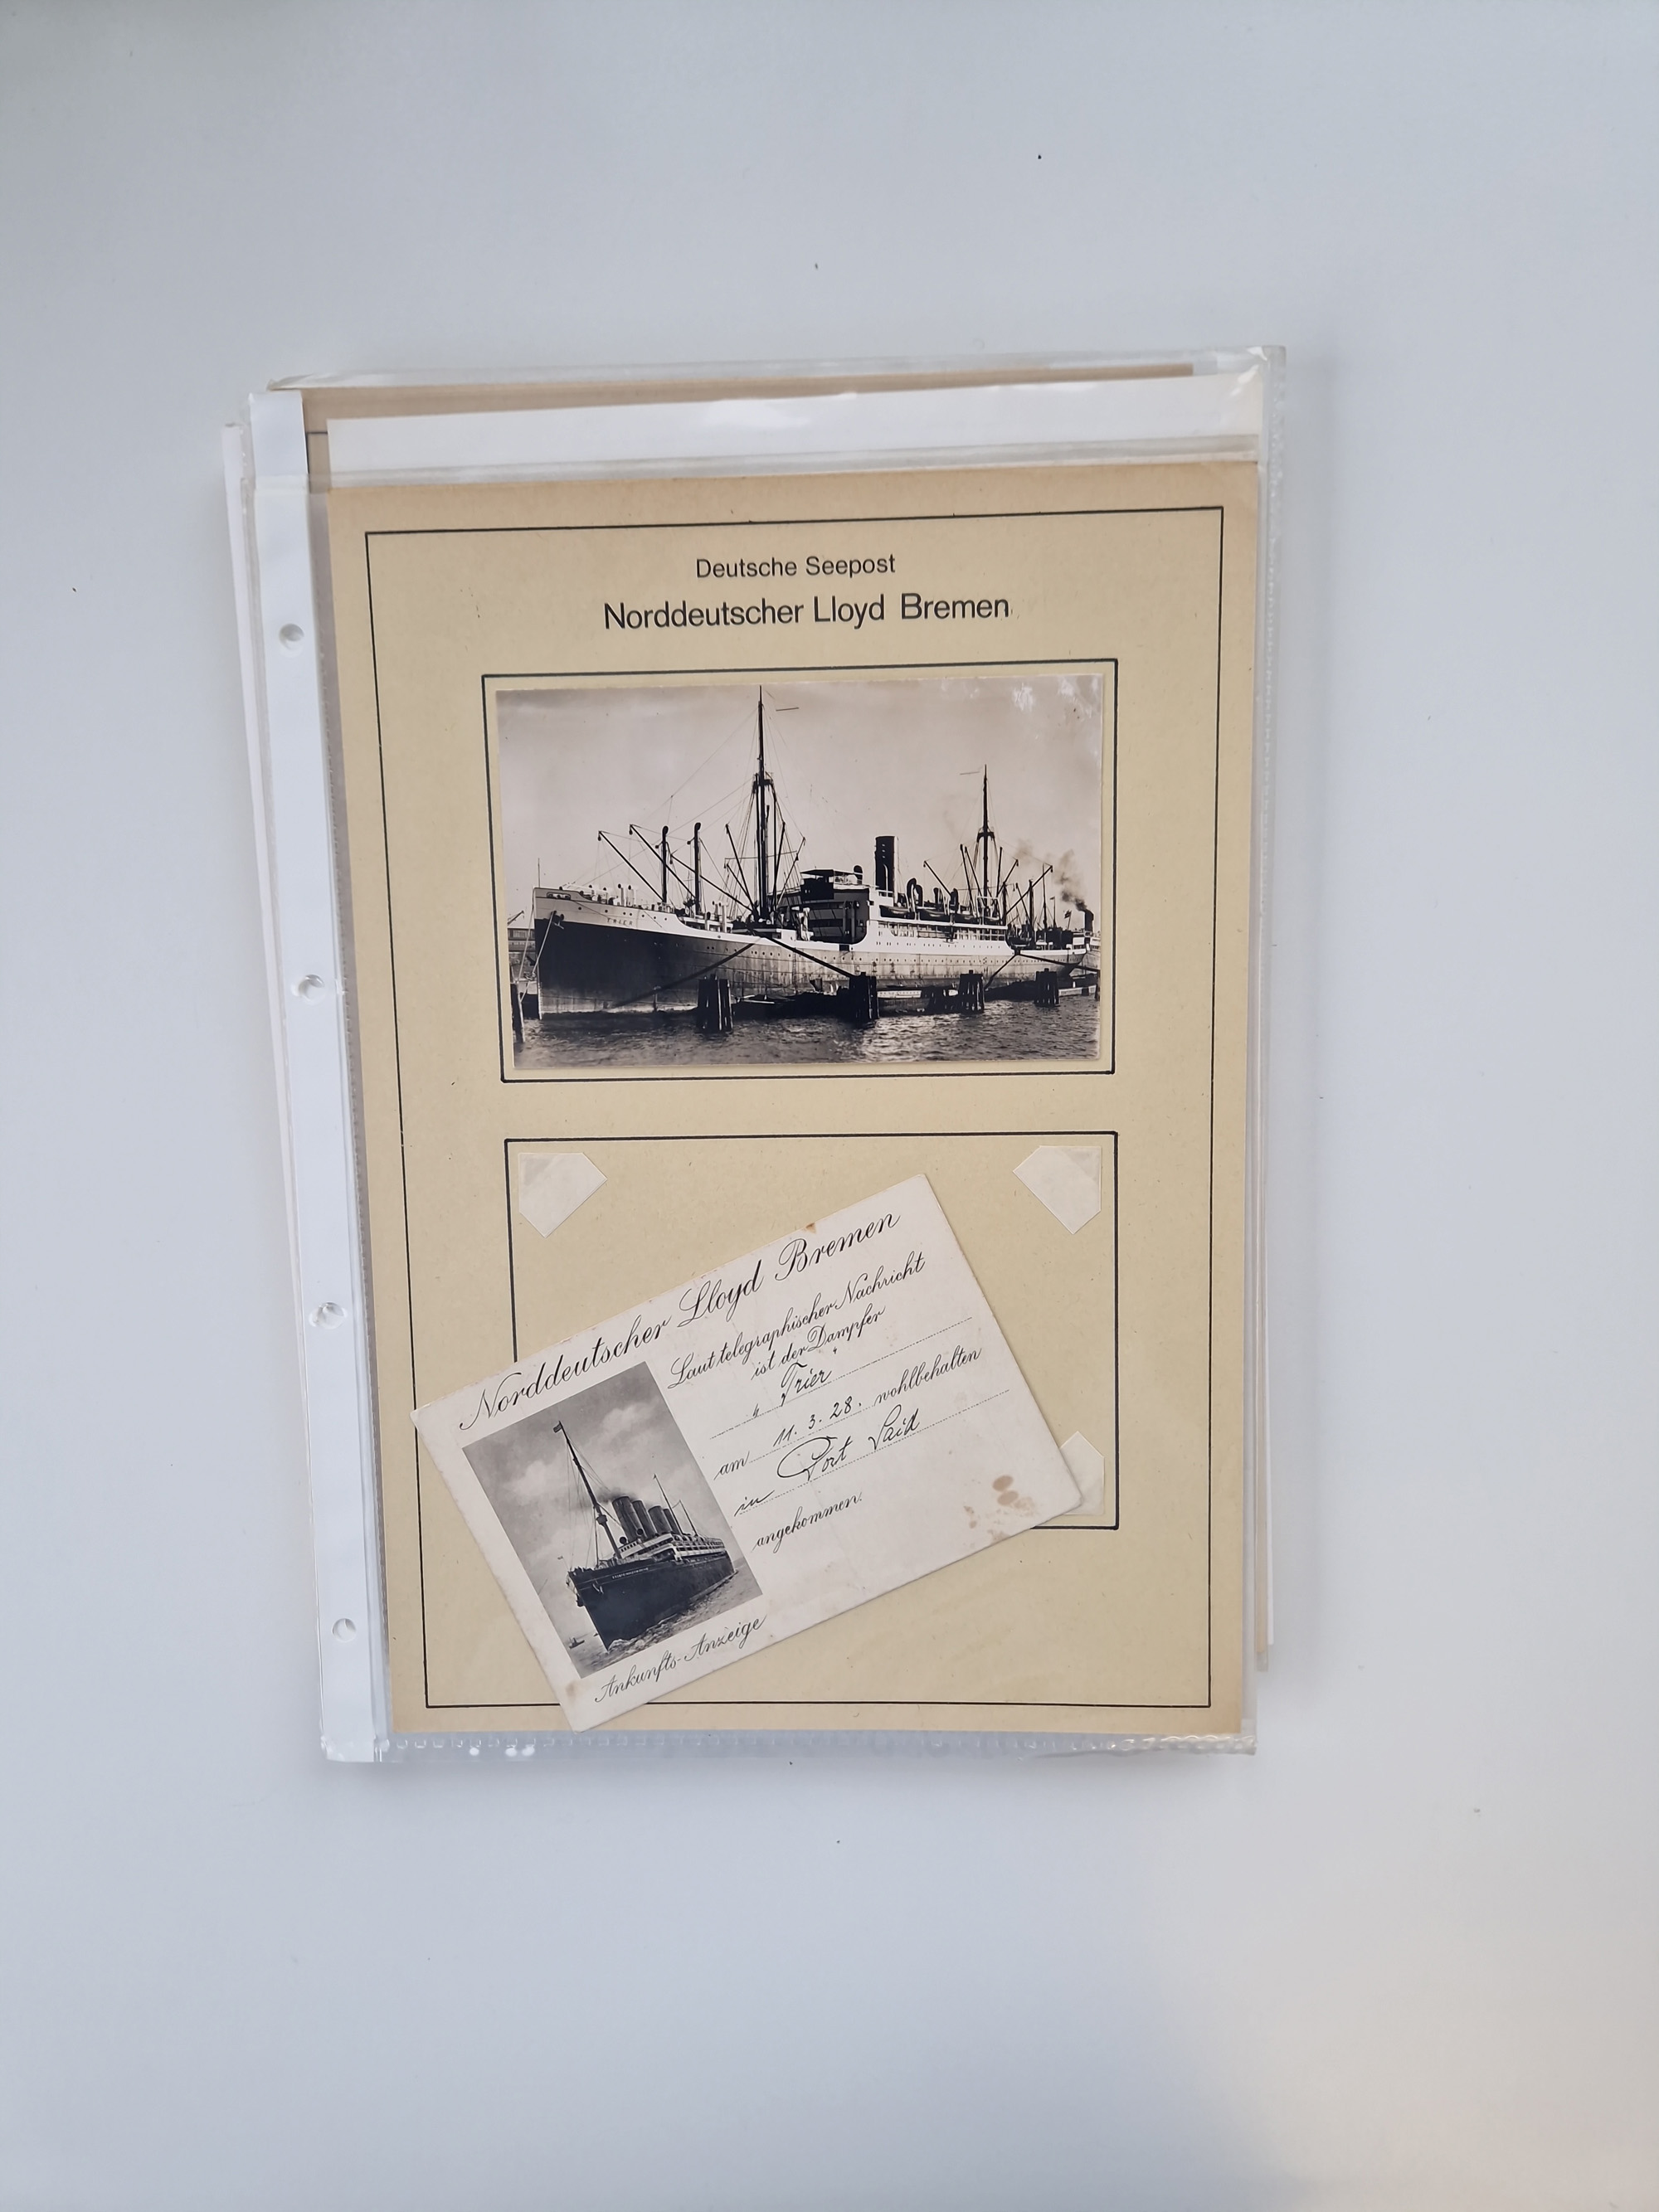 Deutsche Seepost
Norddeutscher Lloyd Bremen
TRIER
Norddeutscher Lloyd Bremen
Laut telegraphischer Nachricht
ist der Dampfer
" Trier "
am 11. 3. 28. wohlbehalten
in Port Said
angekommen.
Ankunfts-Anzeige